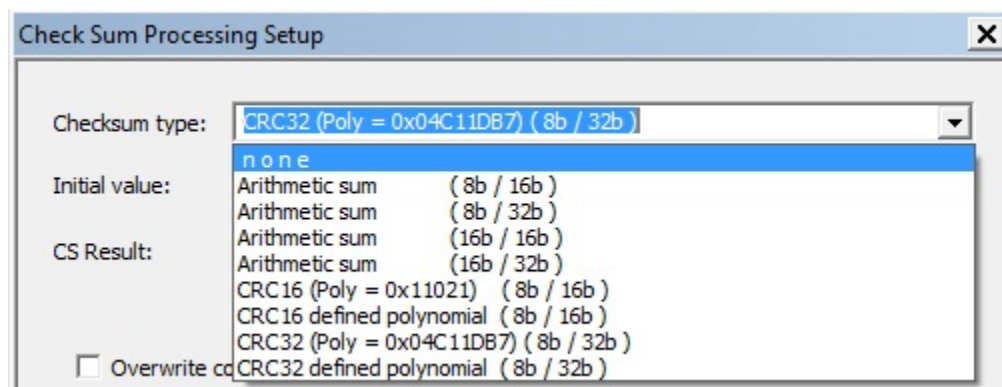 Check Sum Processing Setup
Checksum type: CRC32 (Poly = 0x04C11DB7) ( 8b / 32b )
n o n e
Initial value: Arithmetic sum ( 8b / 16b )
Arithmetic sum ( 8b / 32b )
CS Result: Arithmetic sum (16b / 16b )
Arithmetic sum (16b / 32b )
CRC16 (Poly = 0x11021) ( 8b / 16b )
CRC16 defined polynomial ( 8b / 16b )
CRC32 (Poly = 0x04C11DB7) ( 8b / 32b )
Overwrite co CRC32 defined polynomial ( 8b / 32b )